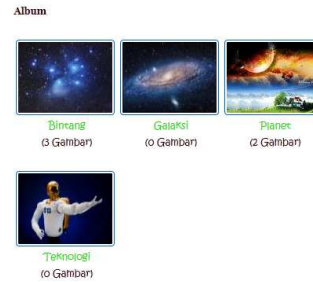 Album
Bintang
(3 Gambar)
Galaksi
(0 Gambar)
Planet
(2 Gambar)
Teknologi
(0 Gambar)